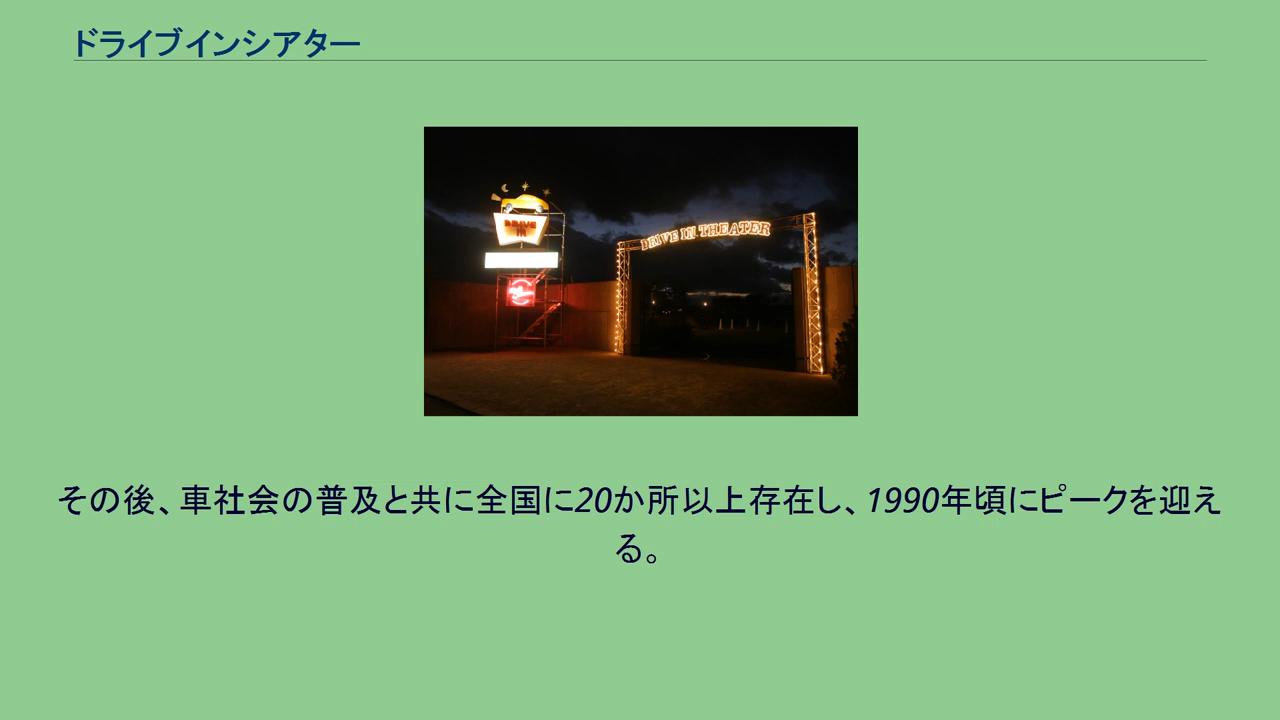 ドライブインシアター
DRIVE
IN
DRIVE IN THEATER
その後、車社会の普及と共に全国に20か所以上存在し、1990年頃にピークを迎え
る。